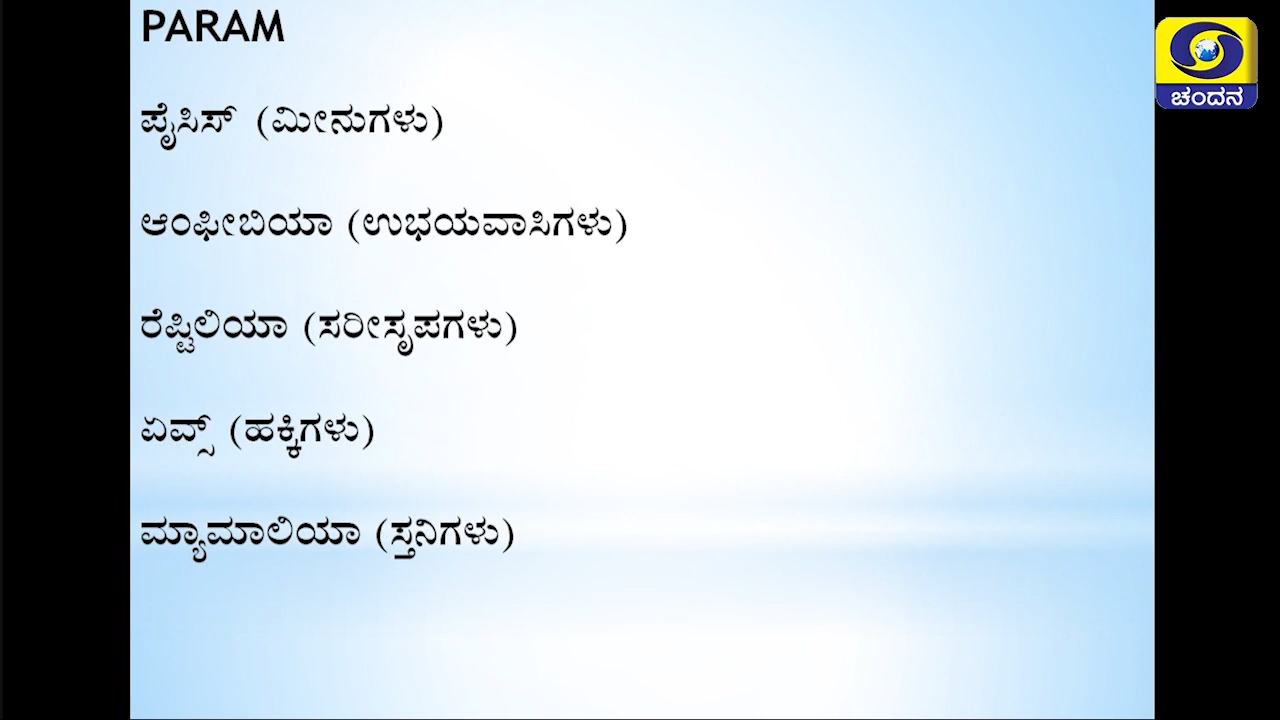 PARAM
ಪೈಸಿಸ್ (ಮೀನುಗಳು)
ಆಂಫೀಬಿಯಾ (ಉಭಯವಾಸಿಗಳು)
ರೆಪ್ಟಿಲಿಯಾ (ಸರೀಸೃಪಗಳು)
ಏವ್ಸ್ (ಹಕ್ಕಿಗಳು)
ಮ್ಯಾಮಾಲಿಯಾ (ಸ್ತನಿಗಳು)
ಚಂದನ